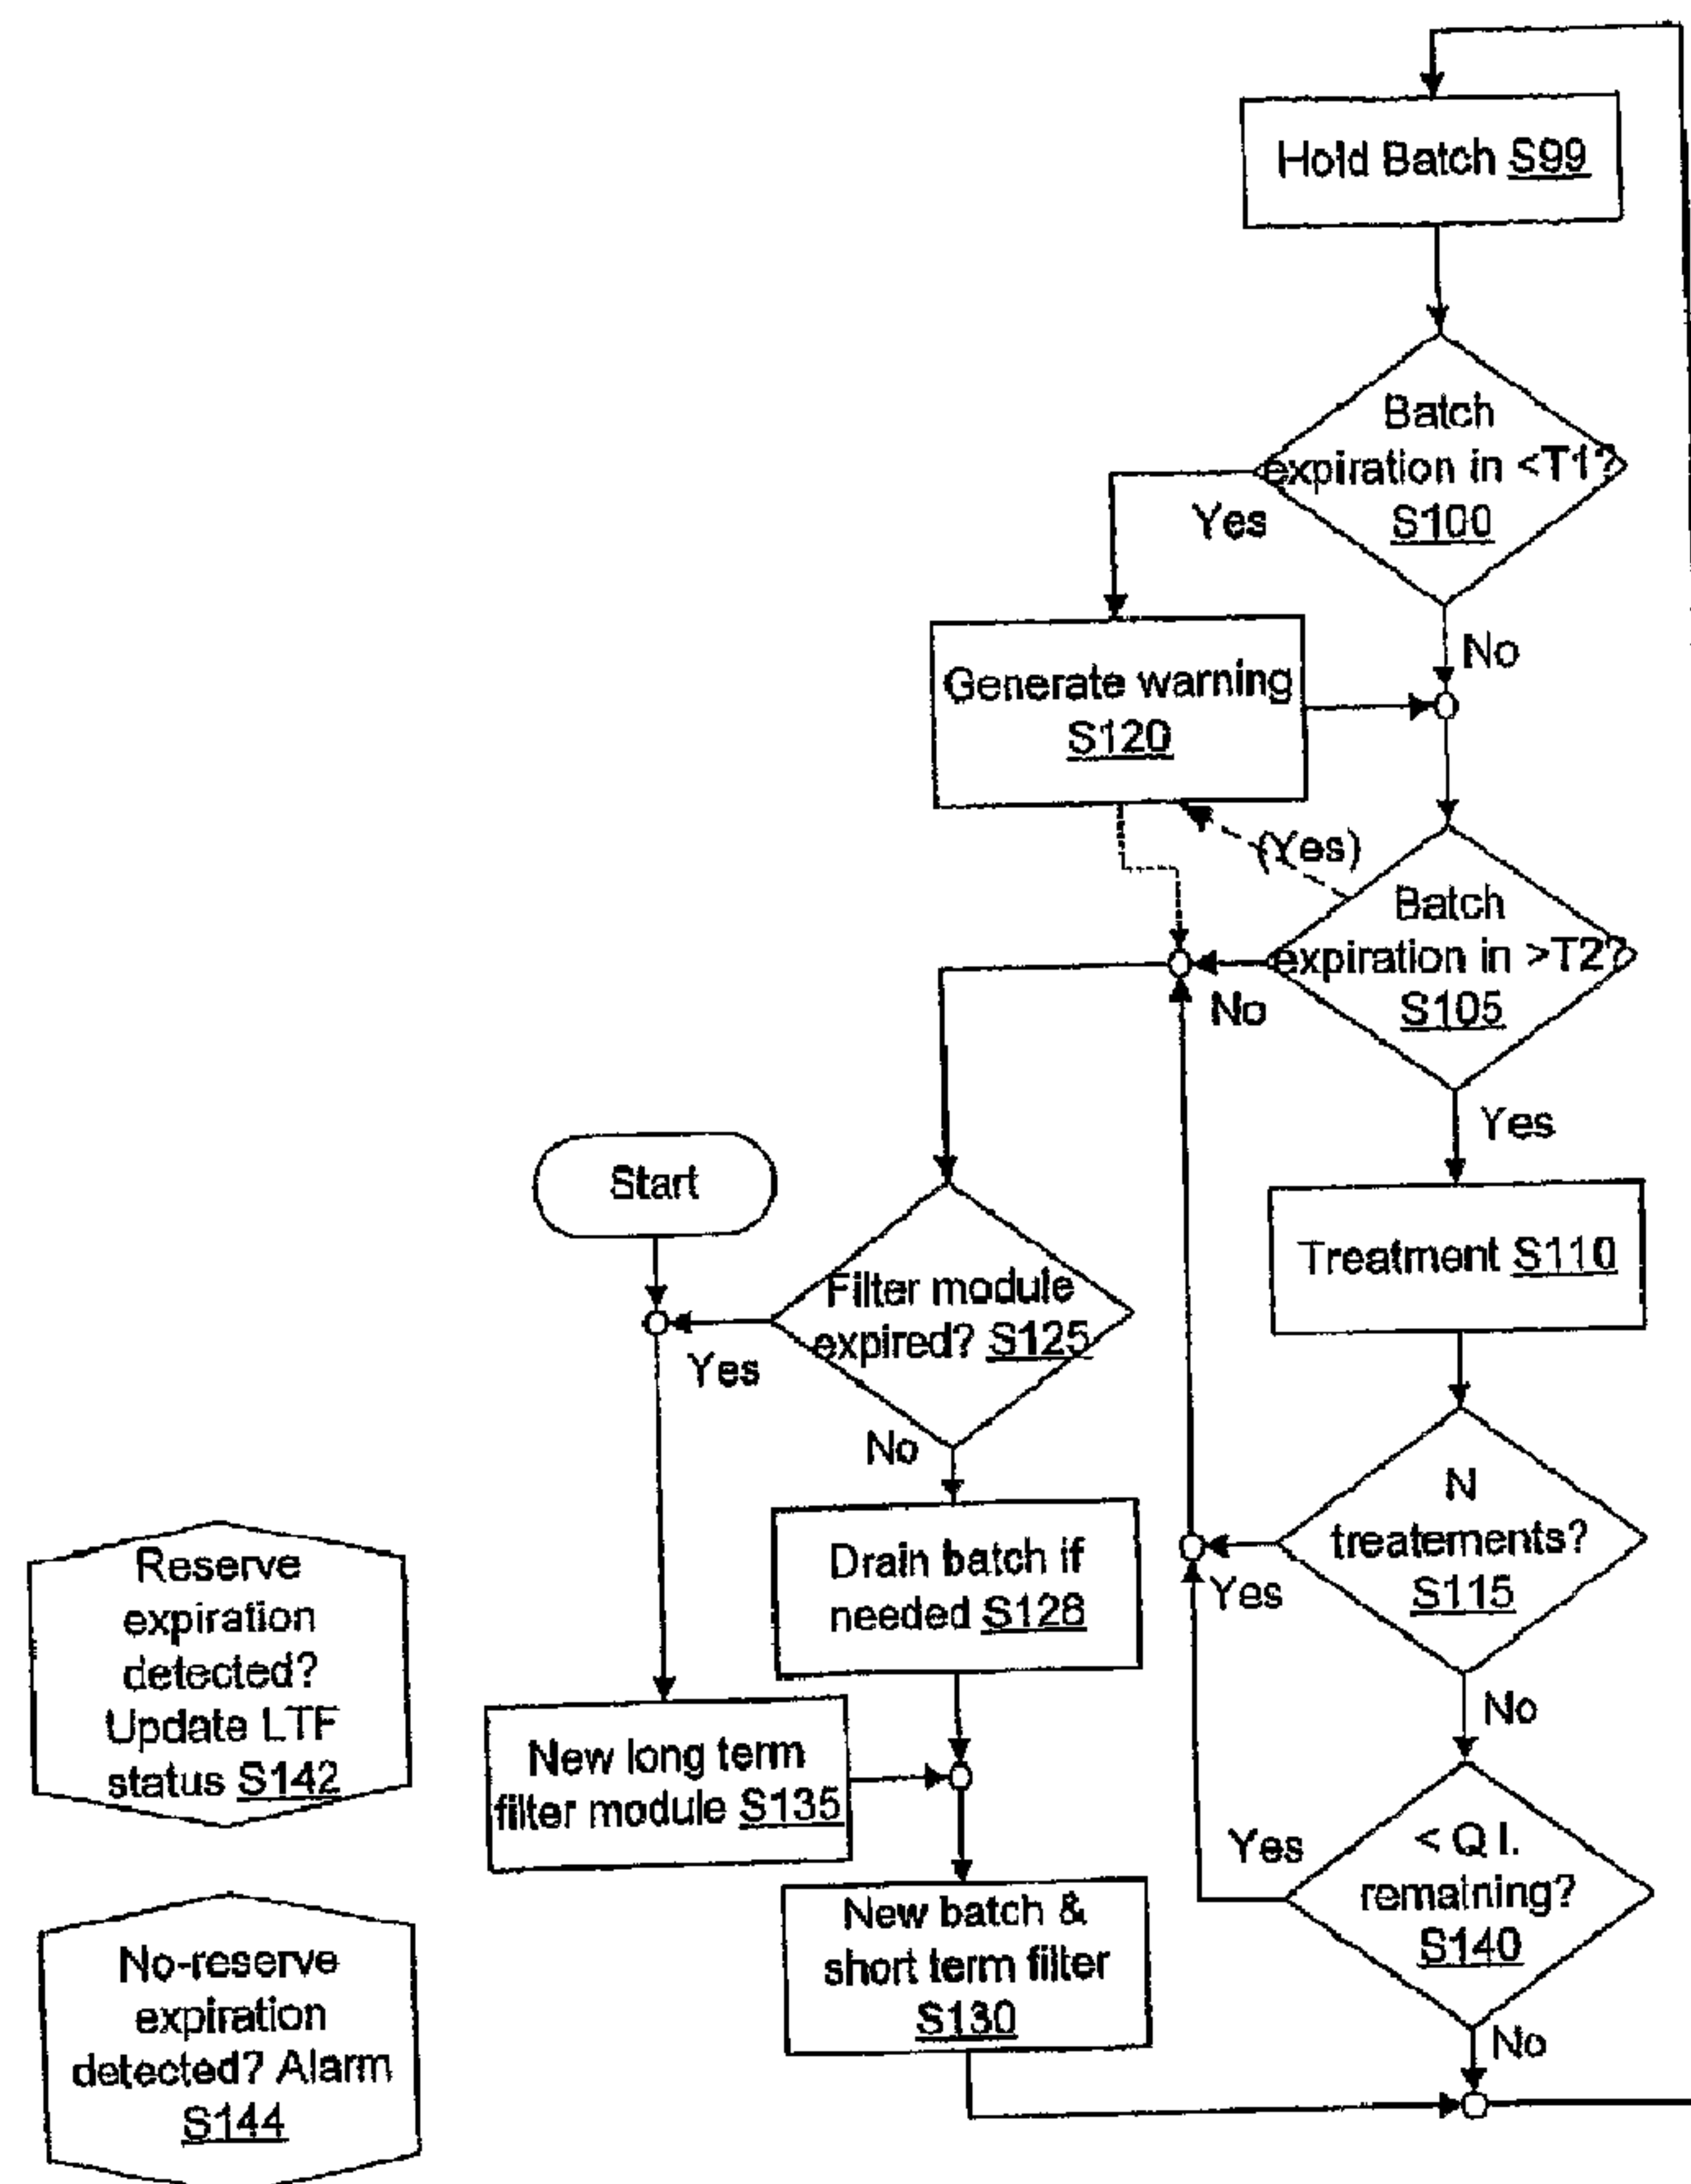 Hold Batch S99
Batch
expiration in <T1?
S100
Yes
No
Generate warning
S120
(Yes)
Batch
expiration in >T2?
S105
No
Yes
Start
Treatment S110
Filter module
expired? S125
Yes
No
N
treatements?
S115
Yes
No
Drain batch if
needed S128
Reserve
expiration
detected?
Update LTF
status S142
New long term
filter module S135
< Q l.
remaining?
S140
Yes
No
New batch &
short term filter
S130
No-reserve
expiration
detected? Alarm
S144